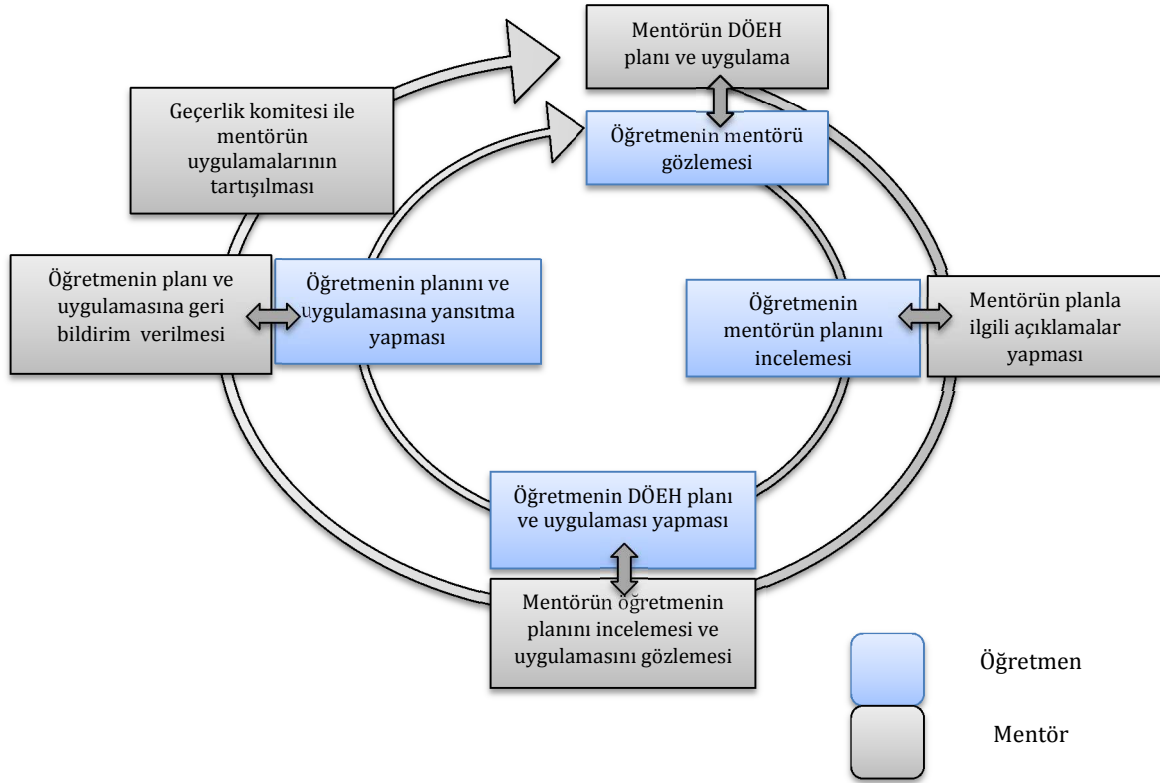 Mentörün DÖEH
planı ve uygulama
Öğretmenin mentörü
gözlemesi
Geçerlik komitesi ile
mentörün
uygulamalarının
tartışılması
Öğretmenin planı ve
uygulamasına geri
bildirim verilmesi
Öğretmenin planını ve
uygulamasına yansıtma
yapması
Öğretmenin
mentörün planını
incelemesi
Mentörün planla
ilgili açıklamalar
yapması
Öğretmenin DÖEH planı
ve uygulaması yapması
Mentörün öğretmenin
planını incelemesi ve
uygulamasını gözlemesi
Öğretmen
Mentör